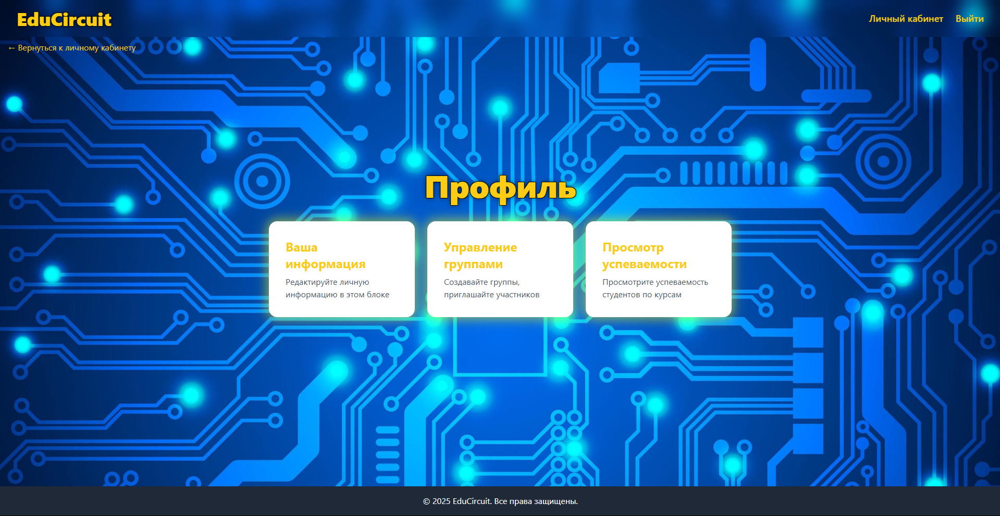 EduCircuit
Личный кабинет
Выйти
← Вернуться к личному кабинету
Профиль
Ваша
информация
Редактируйте личную
информацию в этом блоке
Управление
группами
Создавайте группы,
приглашайте участников
Просмотр
успеваемости
Просмотрите успеваемость
студентов по курсам
© 2025 EduCircuit. Все права защищены.